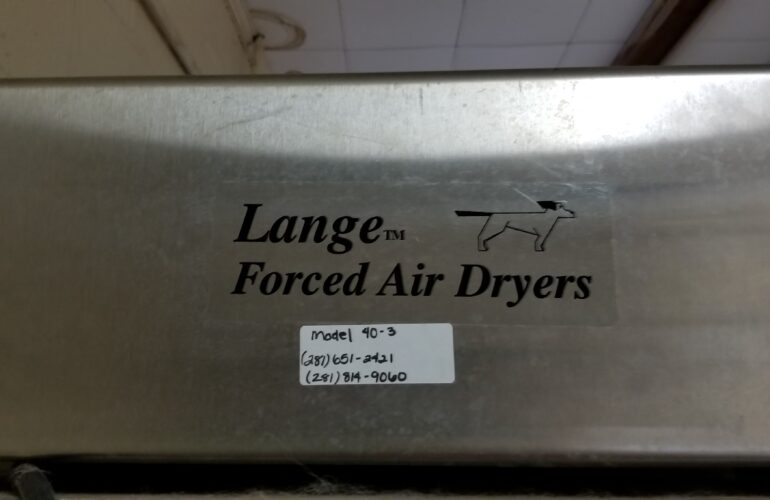 Lange™
Forced Air Dryers
Model 90-3
(281)651-2421
(281)814-9060